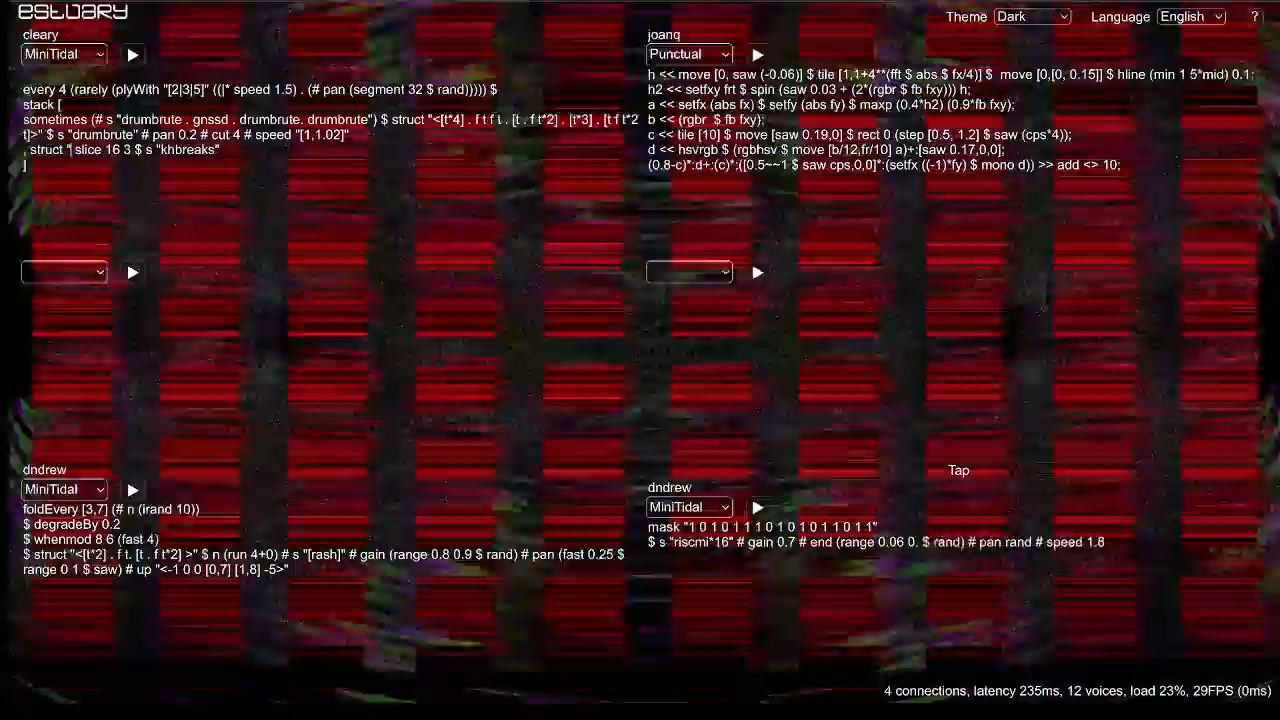 estuary
Theme Dark Language English ?
cleary
MiniTidal
every 4 (rarely (plyWith "[2|3|5]" ((|* speed 1.5) . (# pan (segment 32 $ rand))))) $
stack [
sometimes (# s "drumbrute . gnssd . drumbrute. drumbrute") $ struct "<[t*4] . f t f t . [t . f t*2] . [t*3] . [t f t*2
t]>" $ s "drumbrute" # pan 0.2 # cut 4 # speed "[1,1.02]"
, struct " slice 16 3 $ s "khbreaks"
]
joanq
Punctual
h << move [0, saw (-0.06)] $ tile [1,1+4**(fft $ abs $ fx/4)] $ move [0,[0, 0.15]] $ hline (min 1 5*mid) 0.1;
h2 << setfxy frt $ spin (saw 0.03 + (2*(rgbr $ fb fxy))) h;
a << setfx (abs fx) $ setfy (abs fy) $ maxp (0.4*h2) (0.9*fb fxy);
b << (rgbr $ fb fxy);
c << tile [10] $ move [saw 0.19,0] $ rect 0 (step [0.5, 1.2] $ saw (cps*4));
d << hsvrgb $ (rgbhsv $ move [b/12,fr/10] a)+:[saw 0.17,0,0];
(0.8-c)*:d+:(c)*:([0.5~~1 $ saw cps,0,0]*:(setfx ((-1)*fy) $ mono d)) >> add <> 10;
dndrew
MiniTidal
foldEvery [3,7] (# n (irand 10))
$ degradeBy 0.2
$ whenmod 8 6 (fast 4)
$ struct "<[t*2] . f t. [t . f t*2] >" $ n (run 4+0) # s "[rash]" # gain (range 0.8 0.9 $ rand) # pan (fast 0.25 $
range 0 1 $ saw) # up "<-1 0 0 [0,7] [1,8] -5>"
Tap
dndrew
MiniTidal
mask "1 0 1 0 1 1 1 0 1 0 1 0 1 1 0 1 1"
$ s "riscmi*16" # gain 0.7 # end (range 0.06 0. $ rand) # pan rand # speed 1.8
4 connections, latency 235ms, 12 voices, load 23%, 29FPS (0ms)